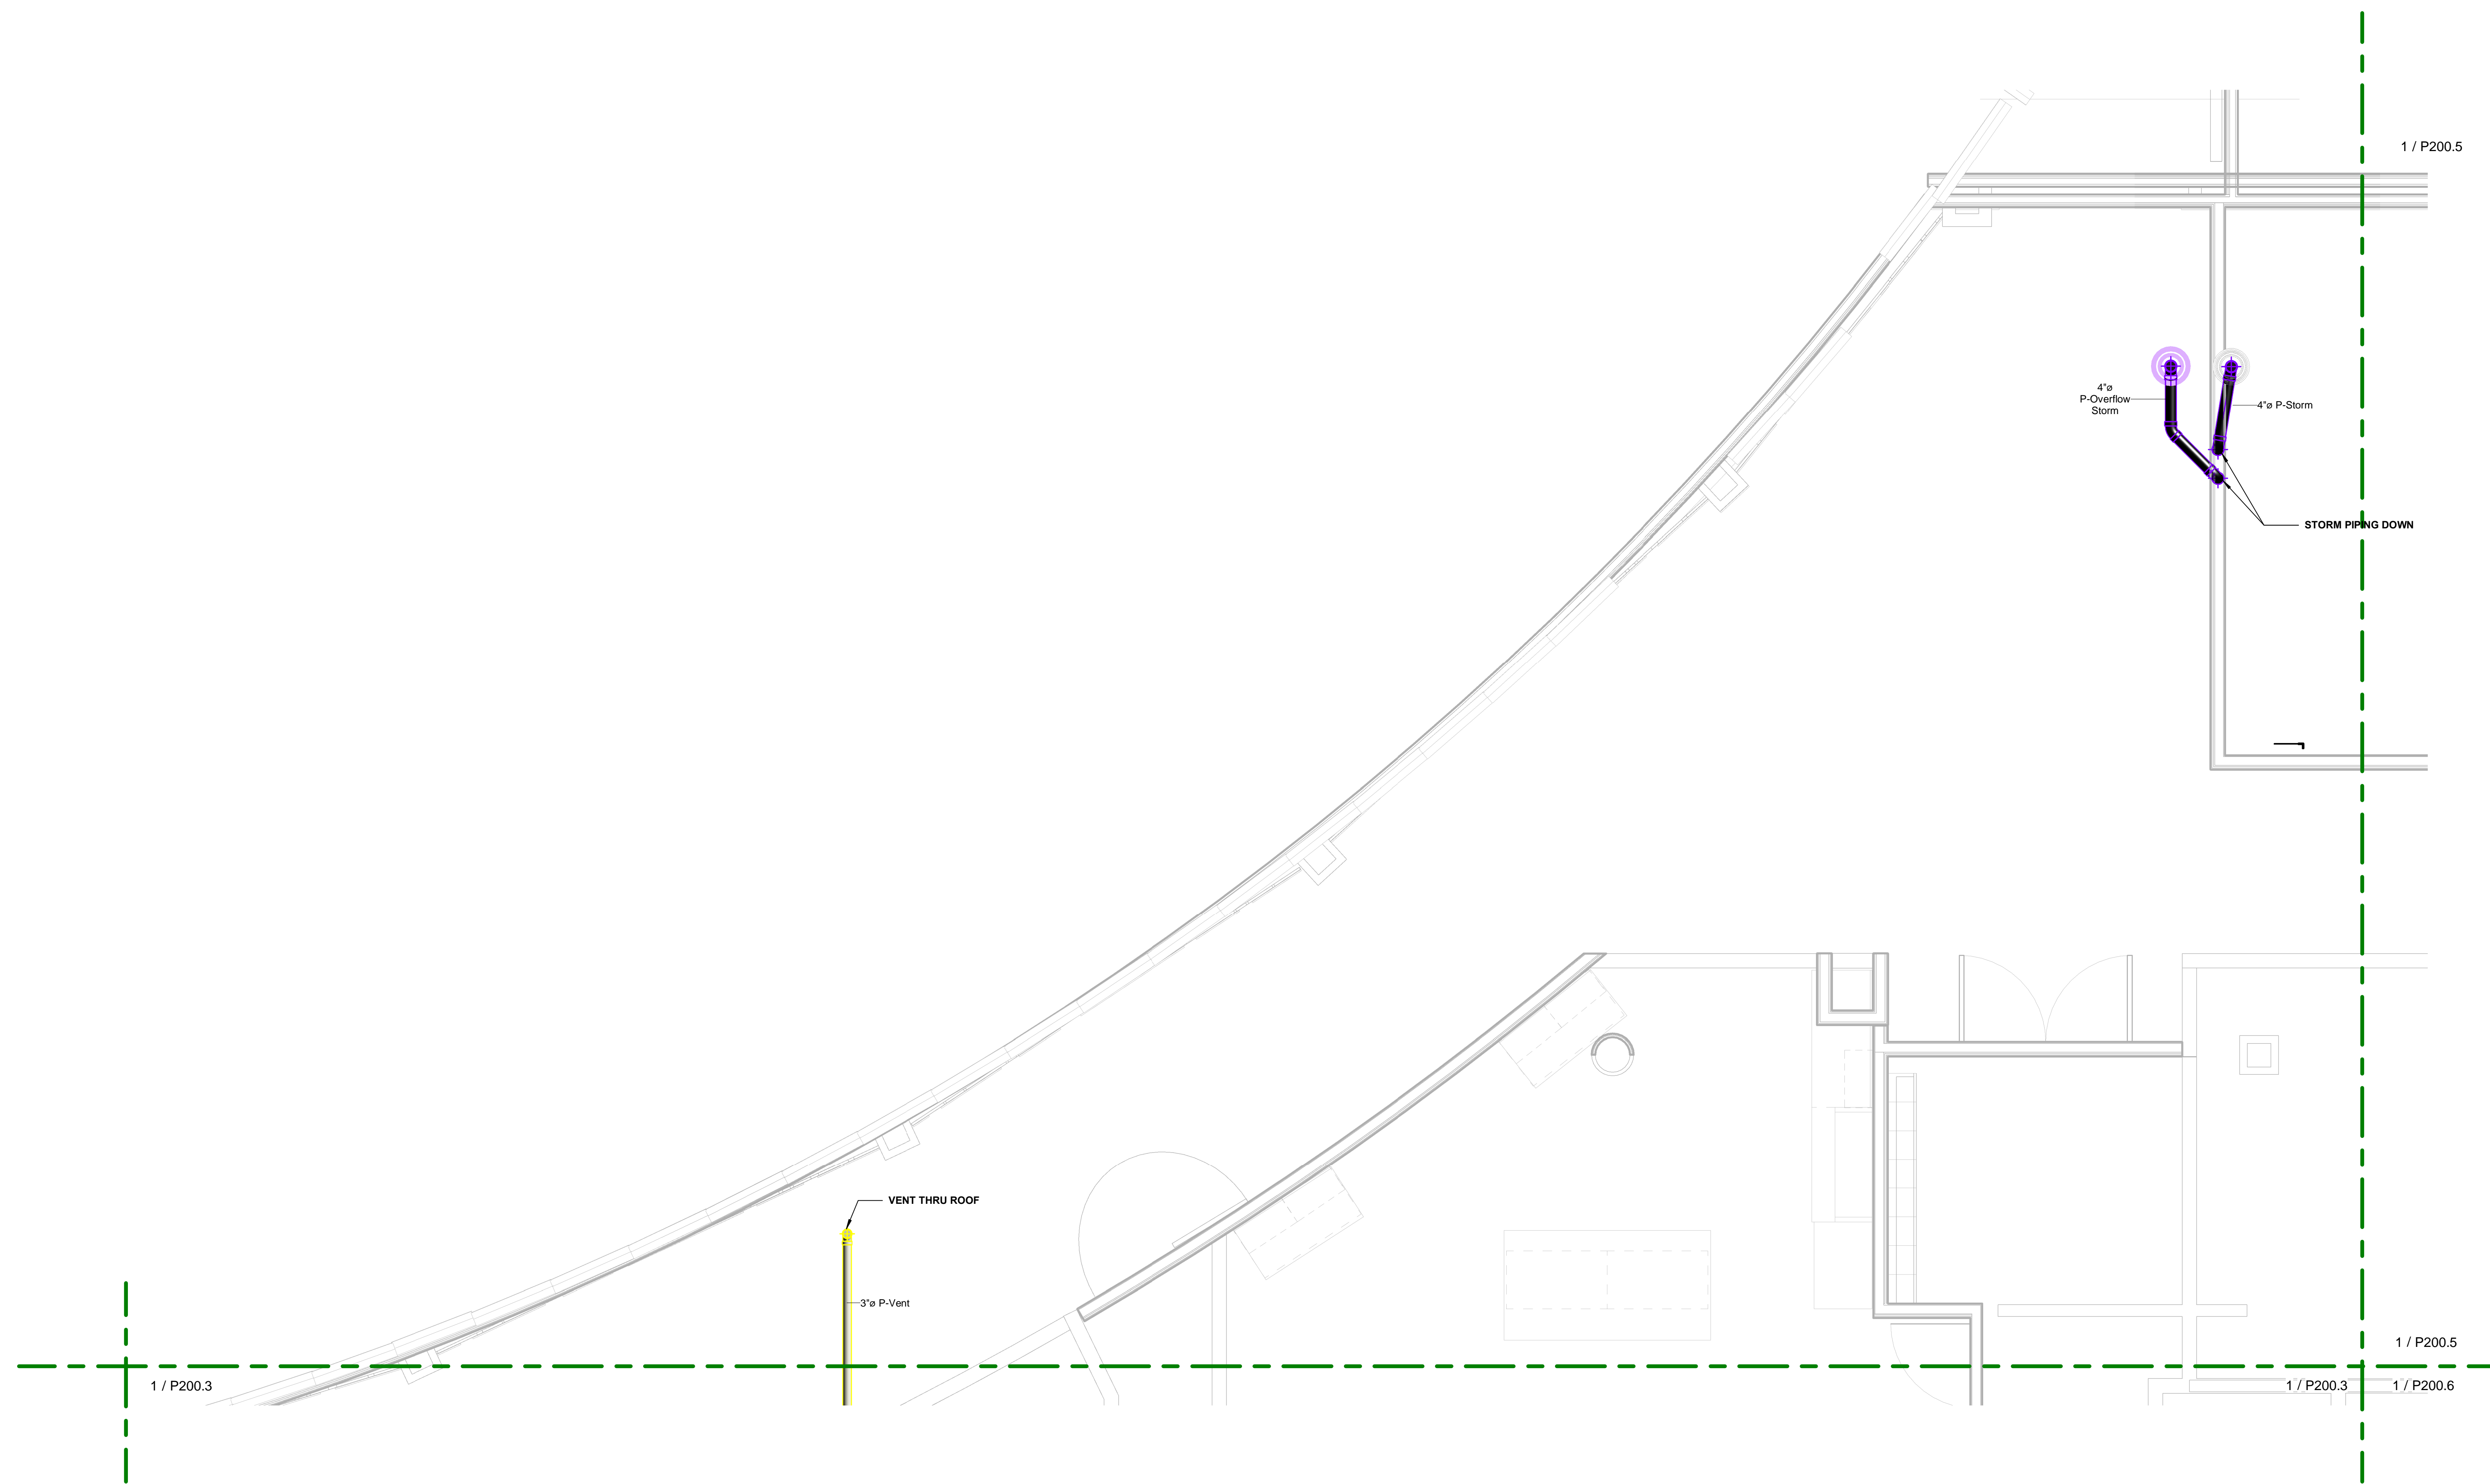 1 / P200.5
4"ø
P-Overflow
Storm
4"ø P-Storm
STORM PIPING DOWN
VENT THRU ROOF
3"ø P-Vent
1 / P200.5
1 / P200.3
1 / P200.3
1 / P200.6